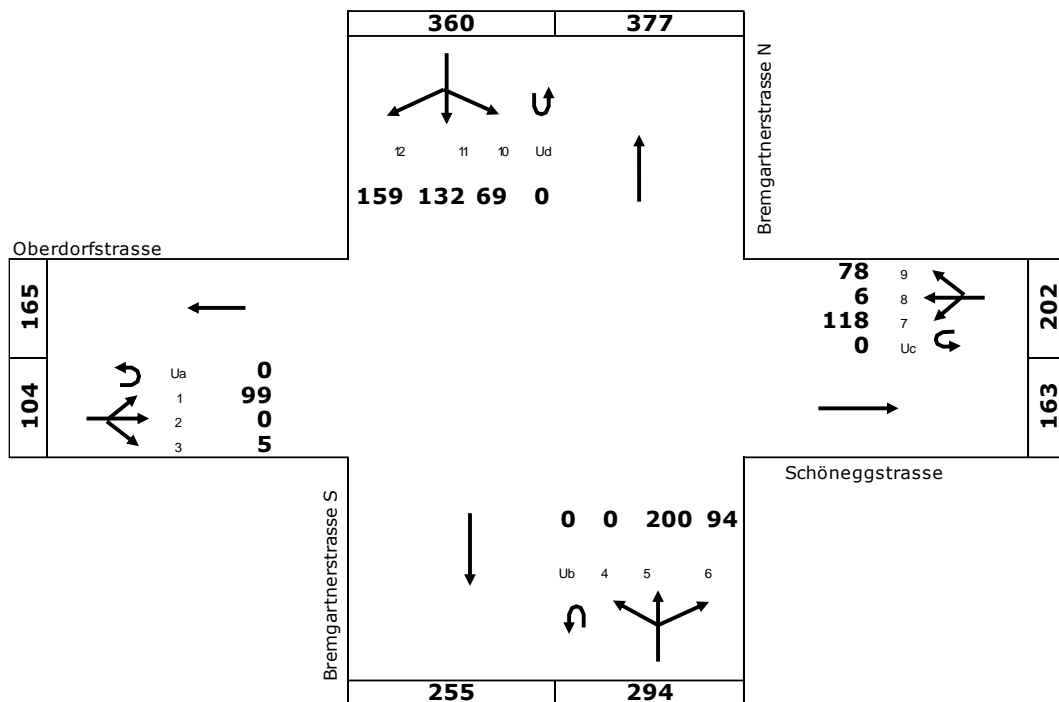 360 377
Bremgartnerstrasse N
12 11 10 Ud
159 132 69 0
Oberdorfstrasse
165
104
Ua 0
1 99
2 0
3 5
78 9
6 8
118 7
0 Uc
202
163
Schöneggstrasse
Bremgartnerstrasse S
0 0 200 94
Ub 4 5 6
255 294